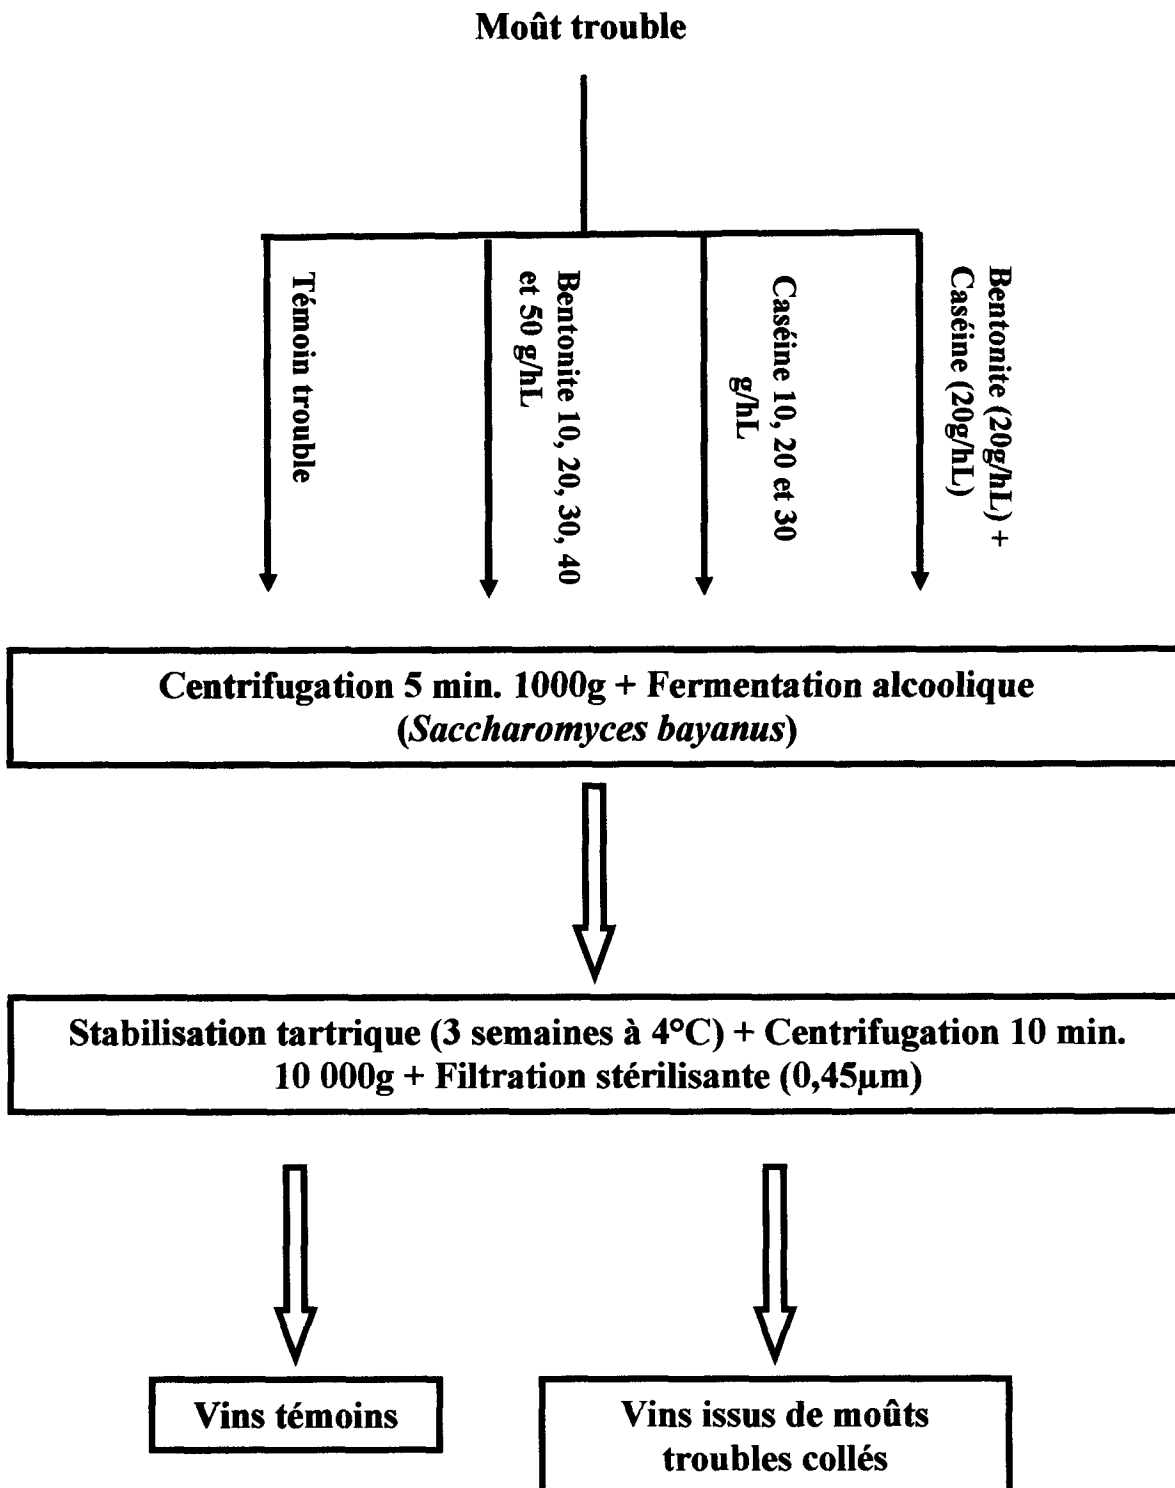 Moût trouble
Témoin trouble
Bentonite 10, 20, 30, 40
et 50 g/hL
Caséine 10, 20 et 30
g/hL
Bentonite (20g/hL) +
Caséine (20g/hL)
Centrifugation 5 min. 1000g + Fermentation alcoolique
(Saccharomyces bayanus)
Stabilisation tartrique (3 semaines à 4°C) + Centrifugation 10 min.
10 000g + Filtration stérilisante (0,45µm)
Vins témoins
Vins issus de moûts
troubles collés